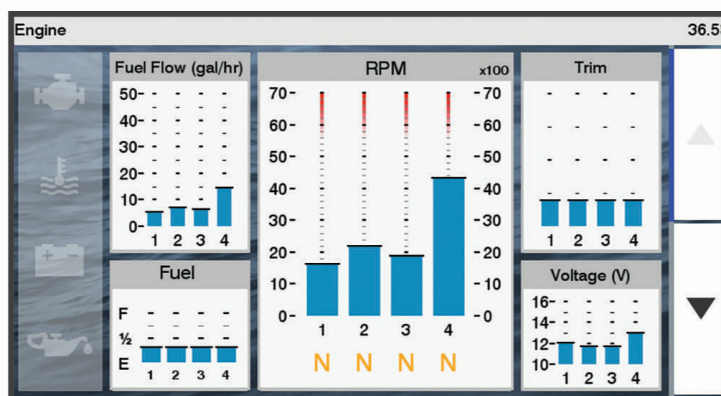 Engine
36.5
Fuel Flow (gal/hr)
50
40
30
20
10
0
1 2 3 4
RPM
x100
70 70
60 60
50 50
40 40
30 30
20 20
10 10
0 0
1 2 3 4
N N N N
Trim
1 2 3 4
Fuel
F
½
E
1 2 3 4
Voltage (V)
16
14
12
10
1 2 3 4